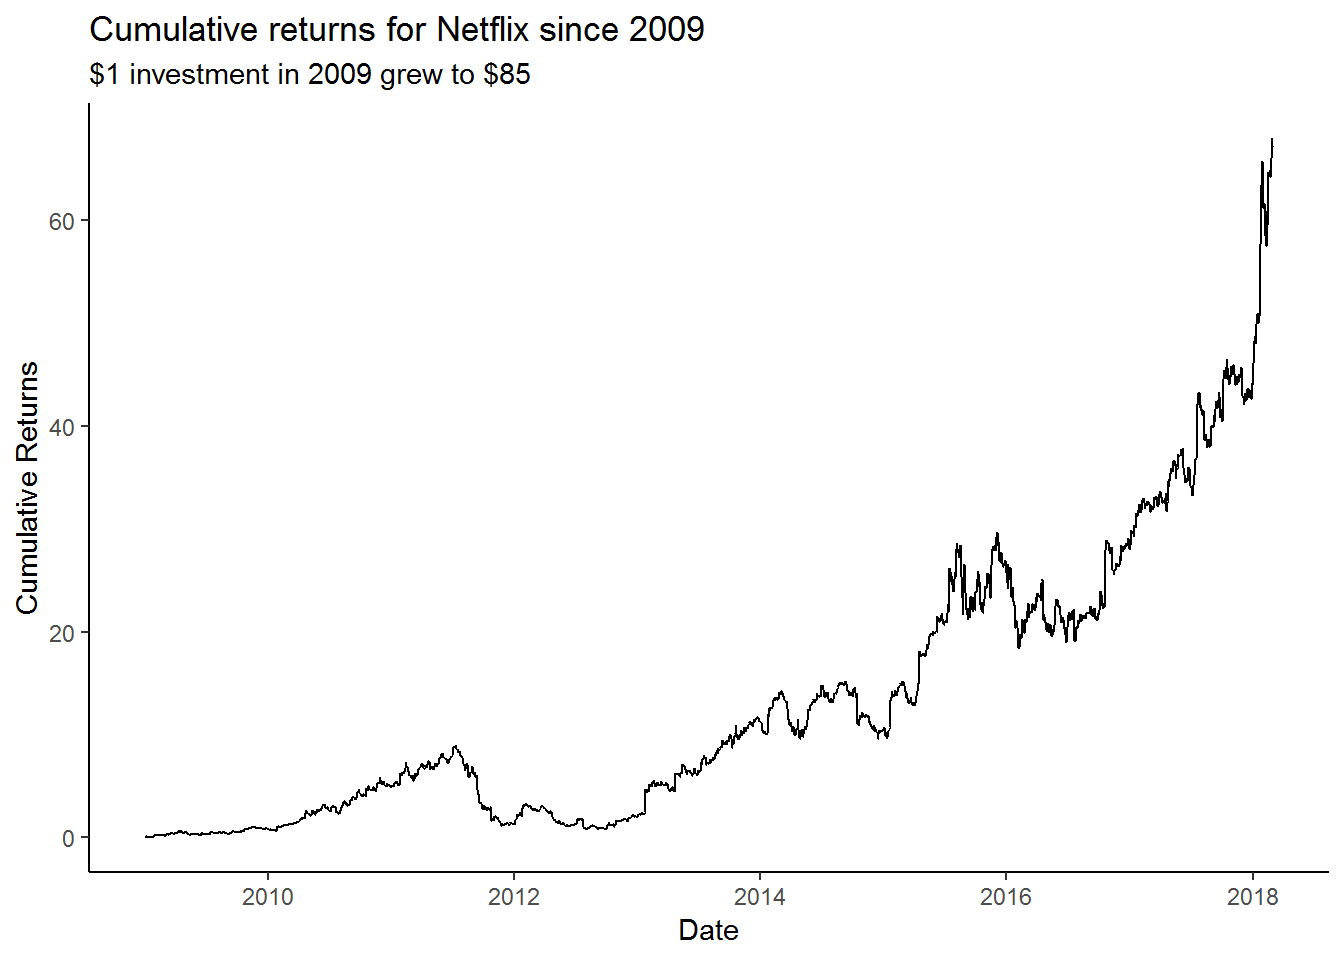 Cumulative returns for Netflix since 2009
$1 investment in 2009 grew to $85
Cumulative Returns
60
40
20
0
2010 2012 2014 2016 2018
Date